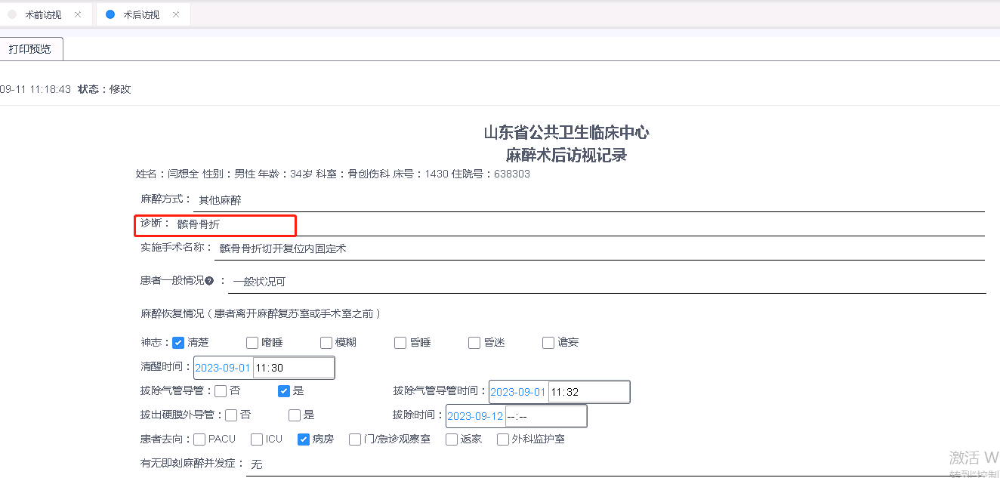 术前访视 × 术后访视 ×
打印预览
09-11 11:18:43 状态：修改
山东省公共卫生临床中心
麻醉术后访视记录
姓名：闫想全 性别：男性 年龄：34岁 科室：骨创伤科 床号：1430 住院号：638303
麻醉方式： 其他麻醉
诊断： 髌骨骨折
实施手术名称： 髌骨骨折切开复位内固定术
患者一般情况?： 一般状况可
麻醉恢复情况（患者离开麻醉复苏室或手术室之前）
神志： 清楚 嗜睡 模糊 昏睡 昏迷 谵妄
清醒时间： 2023-09-01 11:30
拔除气管导管： 否 是 拔除气管导管时间： 2023-09-01 11:32
拔出硬膜外导管： 否 是 拔除时间： 2023-09-12 --:--
患者去向： PACU ICU 病房 门/急诊观察室 返家 外科监护室
有无即刻麻醉并发症： 无
激活 W
转到"控制